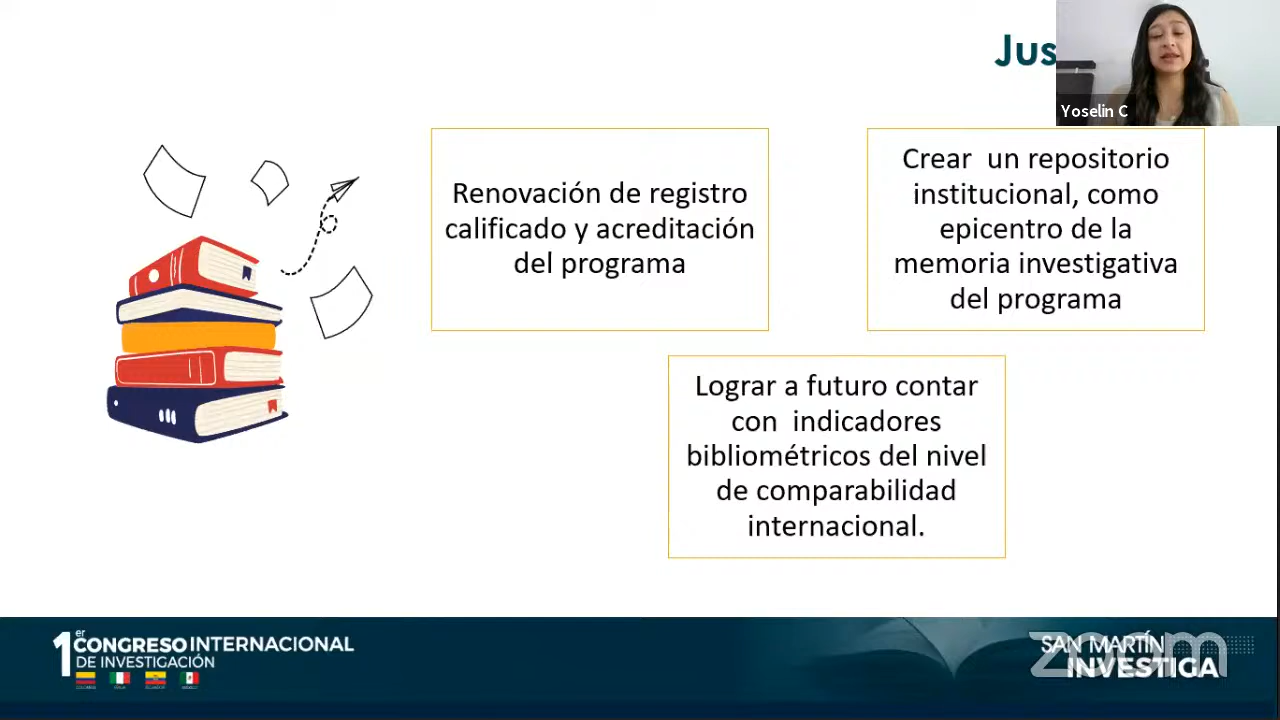 Jus
Yoselin C
Renovación de registro
calificado y acreditación
del programa
Crear un repositorio
institucional, como
epicentro de la
memoria investigativa
del programa
Lograr a futuro contar
con indicadores
bibliométricos del nivel
de comparabilidad
internacional.
1er CONGRESO INTERNACIONAL
DE INVESTIGACIÓN
SAN MARTÍN
INVESTIGA
zoom